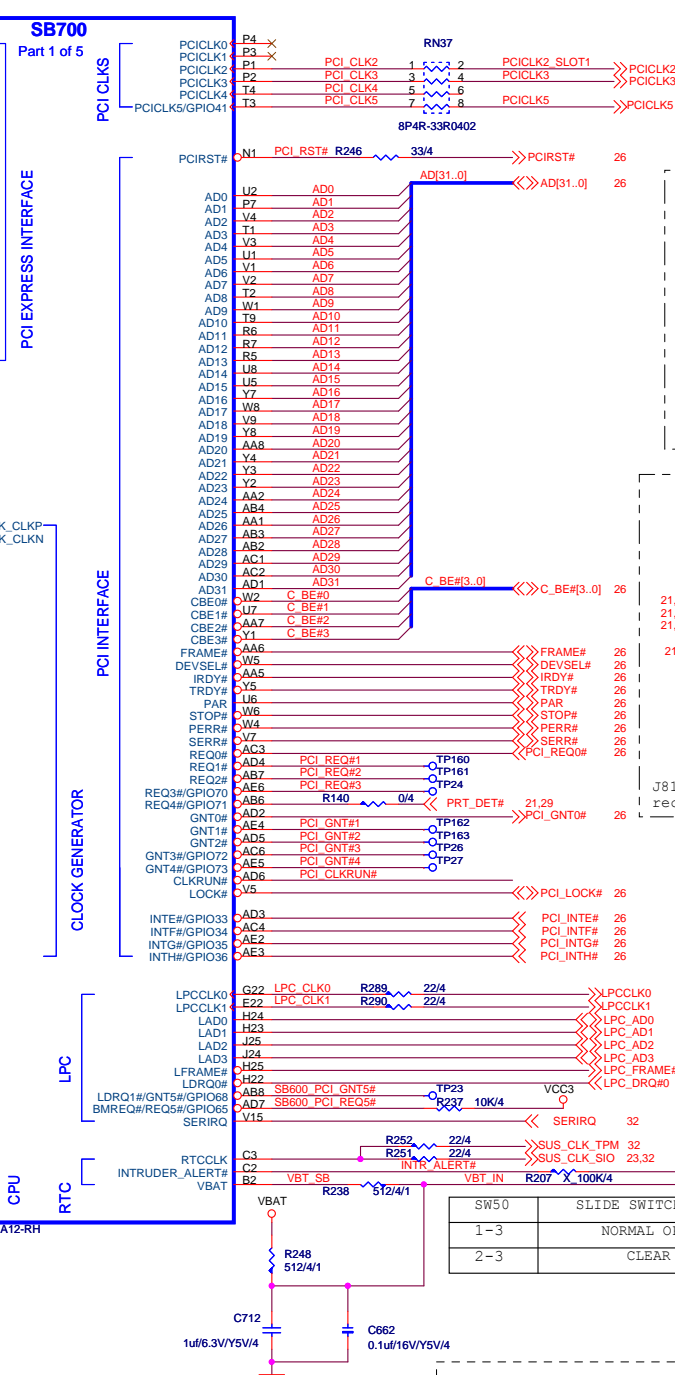 SB700
Part 1 of 5
PCI CLKS
PCI EXPRESS INTERFACE
PCI INTERFACE
CLOCK GENERATOR
LPC
CPU
RTC
K_CLKP
K_CLKN
A12-RH
RN37
8P4R-33R0402
PCICLK0 P4
PCICLK1 P3
PCICLK2 P1 PCI_CLK2 1 2 PCICLK2_SLOT1 PCICLK2
PCICLK3 P2 PCI_CLK3 3 4 PCICLK3 PCICLK3
PCICLK4 T4 PCI_CLK4 5 6
PCICLK5/GPIO41 T3 PCI_CLK5 7 8 PCICLK5 PCICLK5
PCIRST# N1 PCI_RST# R246 33/4 PCIRST# 26
AD[31..0] AD[31..0] 26
AD0 U2 AD0
AD1 P7 AD1
AD2 V4 AD2
AD3 T1 AD3
AD4 V3 AD4
AD5 U1 AD5
AD6 V1 AD6
AD7 V2 AD7
AD8 T2 AD8
AD9 W1 AD9
AD10 T9 AD10
AD11 R6 AD11
AD12 R7 AD12
AD13 R5 AD13
AD14 U8 AD14
AD15 U5 AD15
AD16 Y7 AD16
AD17 W8 AD17
AD18 V9 AD18
AD19 Y8 AD19
AD20 AA8 AD20
AD21 Y4 AD21
AD22 Y3 AD22
AD23 Y2 AD23
AD24 AA2 AD24
AD25 AB4 AD25
AD26 AA1 AD26
AD27 AB3 AD27
AD28 AB2 AD28
AD29 AC1 AD29
AD30 AC2 AD30
AD31 AD1 AD31 C_BE#[3..0] C_BE#[3..0] 26
CBE0# W2 C_BE#0
CBE1# U7 C_BE#1
CBE2# AA7 C_BE#2
CBE3# Y1 C_BE#3
FRAME# AA6 FRAME# 26
DEVSEL# W5 DEVSEL# 26
IRDY# AA5 IRDY# 26
TRDY# Y5 TRDY# 26
PAR U6 PAR 26
STOP# W6 STOP# 26
PERR# W4 PERR# 26
SERR# V7 SERR# 26
REQ0# AC3 PCI_REQ0# 26
REQ1# AD4 PCI_REQ#1 TP160
REQ2# AB7 PCI_REQ#2 TP161
REQ3#/GPIO70 AE6 PCI_REQ#3 TP24
REQ4#/GPIO71 AB6 R140 0/4 PRT_DET# 21,29
GNT0# AD2 PCI_GNT0# 26
GNT1# AE4 PCI_GNT#1 TP162
GNT2# AD5 PCI_GNT#2 TP163
GNT3#/GPIO72 AC6 PCI_GNT#3 TP26
GNT4#/GPIO73 AE5 PCI_GNT#4 TP27
CLKRUN# AD6 PCI_CLKRUN#
LOCK# V5 PCI_LOCK# 26
INTE#/GPIO33 AD3 PCI_INTE# 26
INTF#/GPIO34 AC4 PCI_INTF# 26
INTG#/GPIO35 AE2 PCI_INTG# 26
INTH#/GPIO36 AE3 PCI_INTH# 26
LPCCLK0 G22 LPC_CLK0 R289 22/4 LPCCLK0
LPCCLK1 E22 LPC_CLK1 R290 22/4 LPCCLK1
LAD0 H24 LPC_AD0
LAD1 H23 LPC_AD1
LAD2 J25 LPC_AD2
LAD3 J24 LPC_AD3
LFRAME# H25 LPC_FRAME#
LDRQ0# H22 LPC_DRQ#0
LDRQ1#/GNT5#/GPIO68 AB8 SB600_PCI_GNT5# TP23 VCC3
BMREQ#/REQ5#/GPIO65 AD7 SB600_PCI_REQ5# R237 10K/4
SERIRQ V15 SERIRQ 32
R252 22/4 SUS_CLK_TPM 32
RTCCLK C3 R251 22/4 SUS_CLK_SIO 23,32
INTRUDER_ALERT# C2 INTR_ALERT#
VBAT B2 VBT_SB R238 512/4/1 VBT_IN R207 X_100K/4
21,
21,
21,
21
J81
rec
SW50 SLIDE SWITCH
1-3 NORMAL O
2-3 CLEAR
VBAT
R248
512/4/1
C712
1uf/6.3V/Y5V/4
C662
0.1uf/16V/Y5V/4